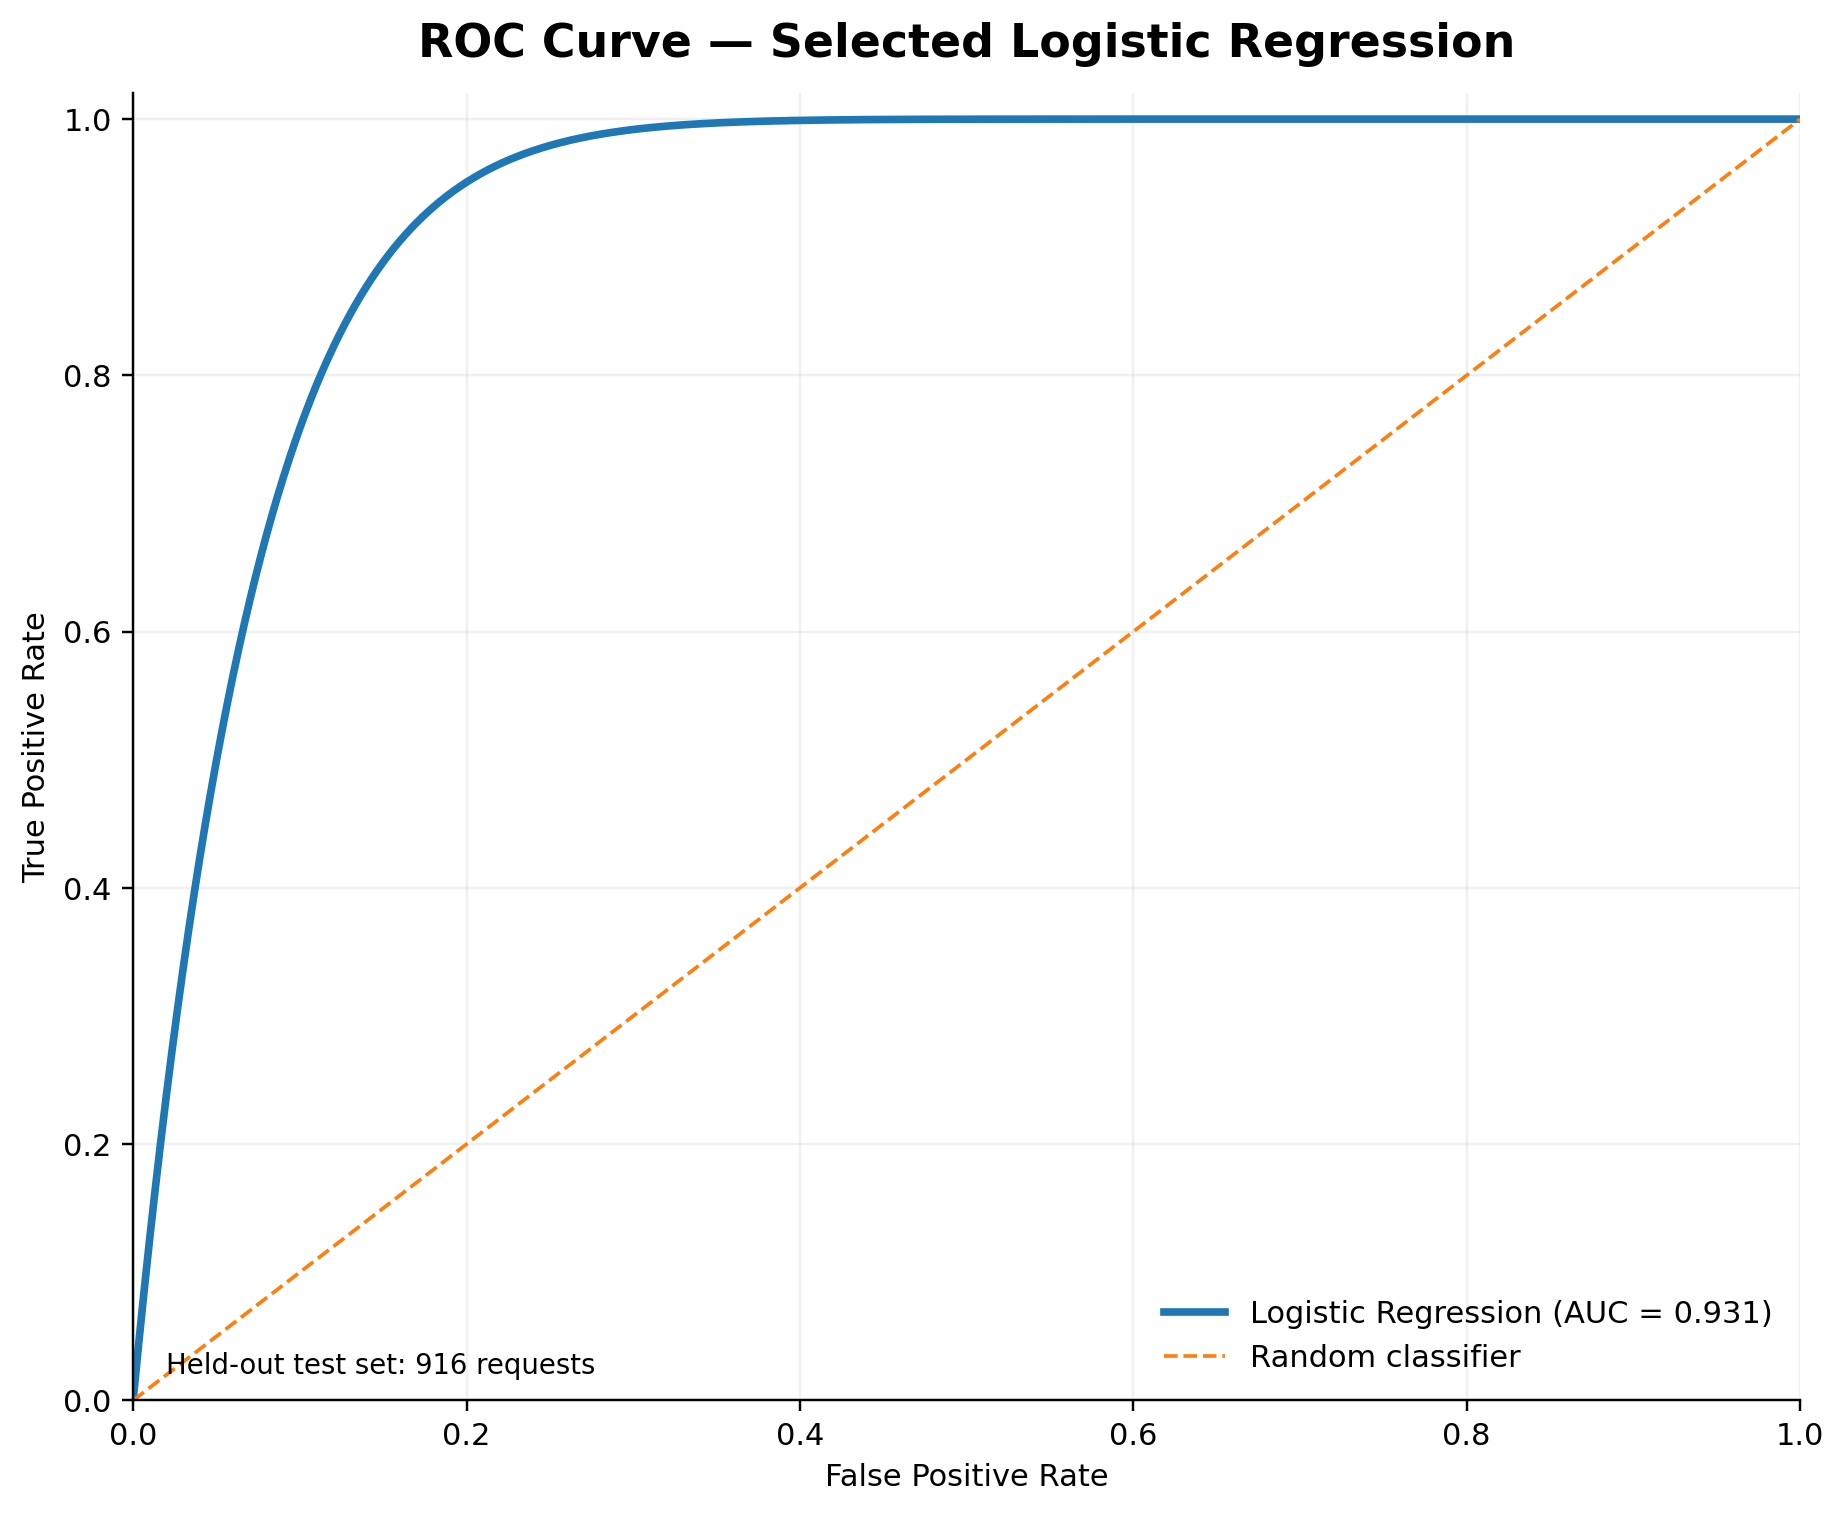 ROC Curve — Selected Logistic Regression
True Positive Rate
1.0
0.8
0.6
0.4
0.2
0.0
Held-out test set: 916 requests
Logistic Regression (AUC = 0.931)
Random classifier
0.0 0.2 0.4 0.6 0.8 1.0
False Positive Rate